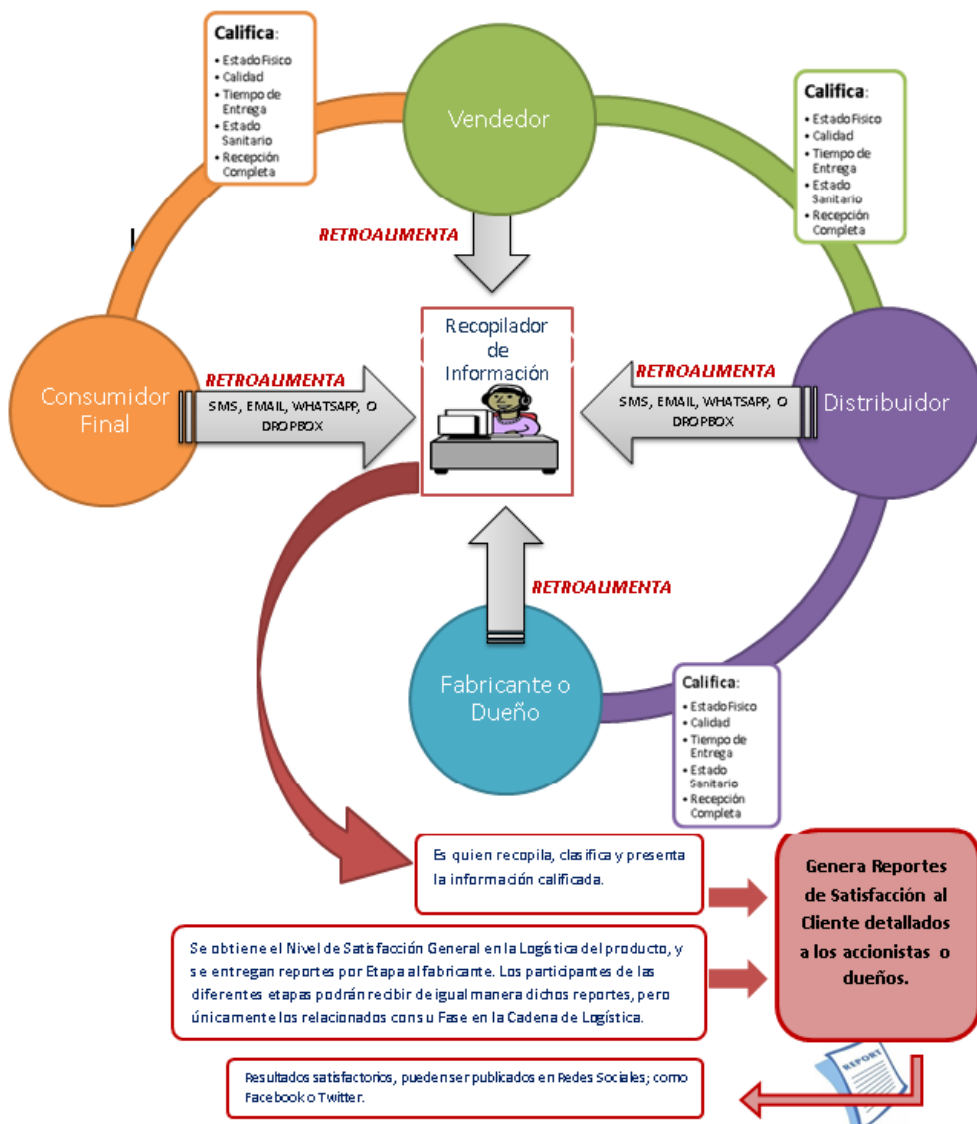 Califica:
• Estado Fisico
• Calidad
• Tiempo de
Entrega
• Estado
Sanitario
• Recepción
Completa
Vendedor
Califica:
• Estado Fisico
• Calidad
• Tiempo de
Entrega
• Estado
Sanitario
• Recepción
Completa
RETROALIMENTA
Recopilador
de
Información
Consumidor
Final
RETROALIMENTA
SMS, EMAIL, WHATSAPP, O
DROPBOX
RETROALIMENTA
SMS, EMAIL, WHATSAPP, O
DROPBOX
Distribuidor
RETROALIMENTA
Fabricante o
Dueño
Califica:
• Estado Fisico
• Calidad
• Tiempo de
Entrega
• Estado
Sanitario
• Recepción
Completa
Es quien recopila, clasifica y presenta
la información calificada.
Genera Reportes
de Satisfacción al
Cliente detallados
a los accionistas o
dueños.
Se obtiene el Nivel de Satisfacción General en la Logística del producto, y
se entregan reportes por Etapa al fabricante. Los participantes de las
diferentes etapas podrán recibir de igual manera dichos reportes, pero
únicamente los relacionados con su Fase en la Cadena de Logística.
REPORT
Resultados satisfactorios, pueden ser publicados en Redes Sociales; como
Facebook o Twitter.